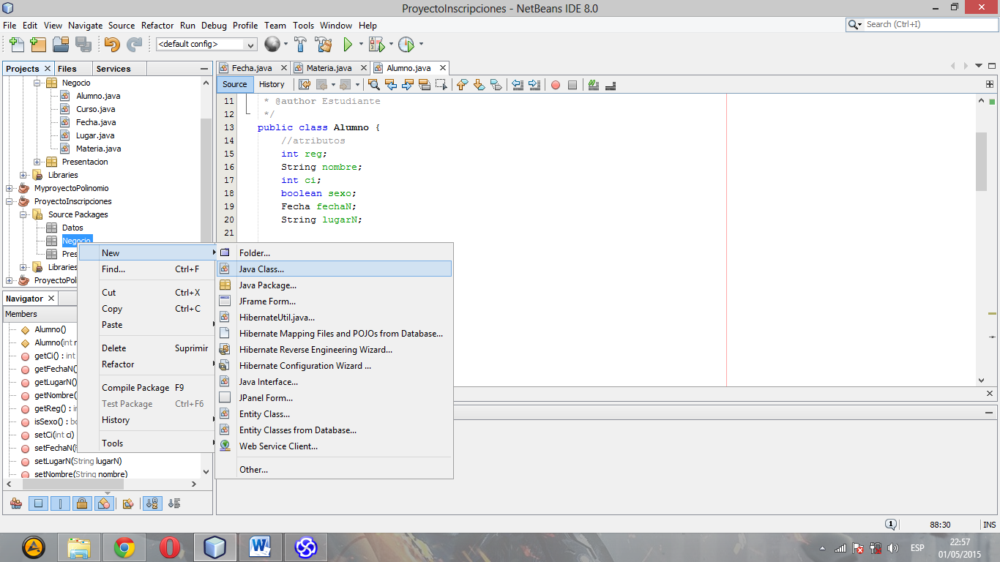 ProyectoInscripciones - NetBeans IDE 8.0
File Edit View Navigate Source Refactor Run Debug Profile Team Tools Window Help
Search (Ctrl+I)
<default config>
Projects Files Services
Fecha.java Materia.java Alumno.java
Source History
Negocio
Alumno.java
Curso.java
Fecha.java
Lugar.java
Materia.java
Presentacion
Libraries
MyproyectoPolinomio
ProyectoInscripciones
Source Packages
Datos
Negocio
Pres
Libraries
ProyectoPol
11 * @author Estudiante
12 */
13 public class Alumno {
14 //atributos
15 int reg;
16 String nombre;
17 int ci;
18 boolean sexo;
19 Fecha fechaN;
20 String lugarN;
21
New
Find... Ctrl+F
Cut Ctrl+X
Copy Ctrl+C
Paste
Delete Suprimir
Refactor
Compile Package F9
Test Package Ctrl+F6
History
Tools
Folder...
Java Class...
Java Package...
JFrame Form...
HibernateUtil.java...
Hibernate Mapping Files and POJOs from Database...
Hibernate Reverse Engineering Wizard...
Hibernate Configuration Wizard ...
Java Interface...
JPanel Form...
Entity Class...
Entity Classes from Database...
Web Service Client...
Other...
Navigator
Members
Alumno()
Alumno(int r
getCi() : int
getFechaN()
getLugarN()
getNombre(
getReg() : in
isSexo() : bo
setCi(int ci)
setFechaN(F
setLugarN(String lugarN)
setNombre(String nombre)
1 88:30 INS
ESP
22:57
01/05/2015